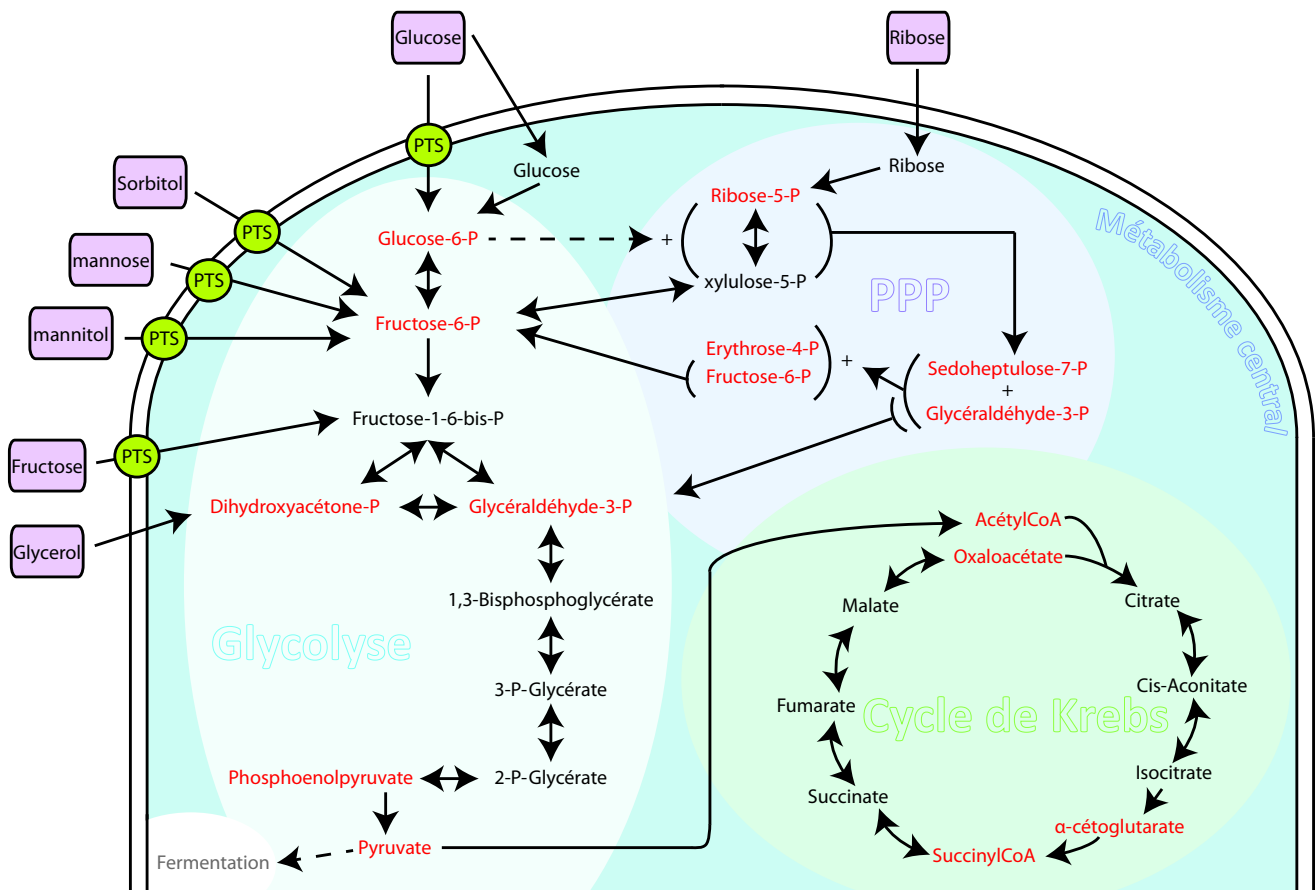 Glucose
Ribose
PTS
Glucose
Ribose
Sorbitol
PTS
Ribose-5-P
Métabolisme central
Glucose-6-P
+
mannose
PTS
xylulose-5-P
PPP
mannitol
PTS
Fructose-6-P
Erythrose-4-P
+
Fructose-6-P
Sedoheptulose-7-P
+
Glycéraldéhyde-3-P
Fructose-1-6-bis-P
Fructose
PTS
Dihydroxyacétone-P
Glycéraldéhyde-3-P
Glycerol
AcétylCoA
Oxaloacétate
Malate
Citrate
1,3-Bisphosphoglycérate
Glycolyse
3-P-Glycérate
Cis-Aconitate
Fumarate
Cycle de Krebs
Phosphoenolpyruvate
2-P-Glycérate
Isocitrate
Succinate
α-cétoglutarate
Pyruvate
SuccinylCoA
Fermentation